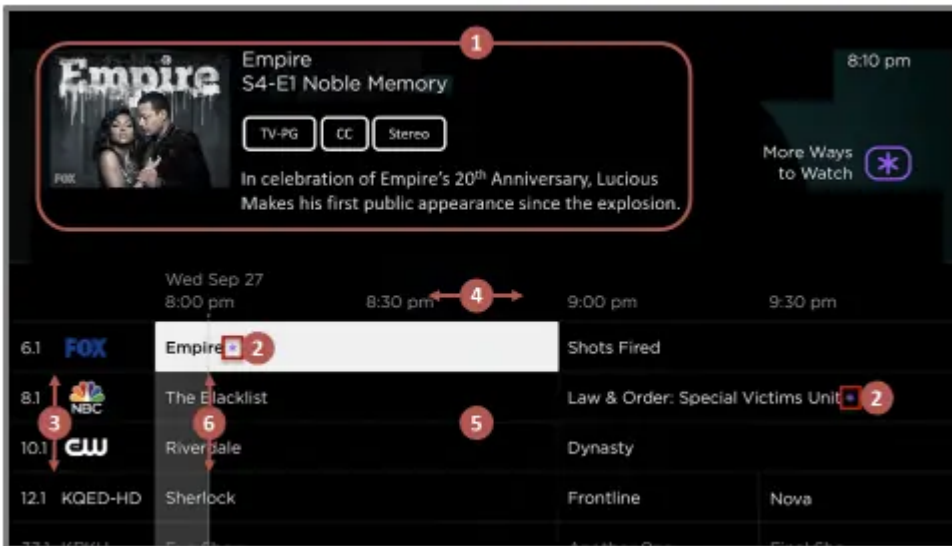 1
Empire
FOX
Empire
S4-E1 Noble Memory
TV-PG CC Stereo
In celebration of Empire's 20th Anniversary, Lucious
Makes his first public appearance since the explosion.
8:10 pm
More Ways
to Watch
Wed Sep 27
8:00 pm 8:30 pm 4 9:00 pm 9:30 pm
6.1 FOX Empire * 2 Shots Fired
8.1 NBC The Blacklist Law & Order: Special Victims Unit * 2
3 6 5
10.1 CW Riverdale Dynasty
12.1 KQED-HD Sherlock Frontline Nova